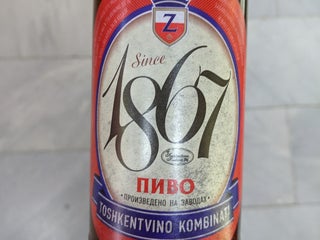 Z
Since
1867
ПИВО
• ПРОИЗВЕДЕНО НА ЗАВОДАХ •
TOSHKENTVINO KOMBINATI